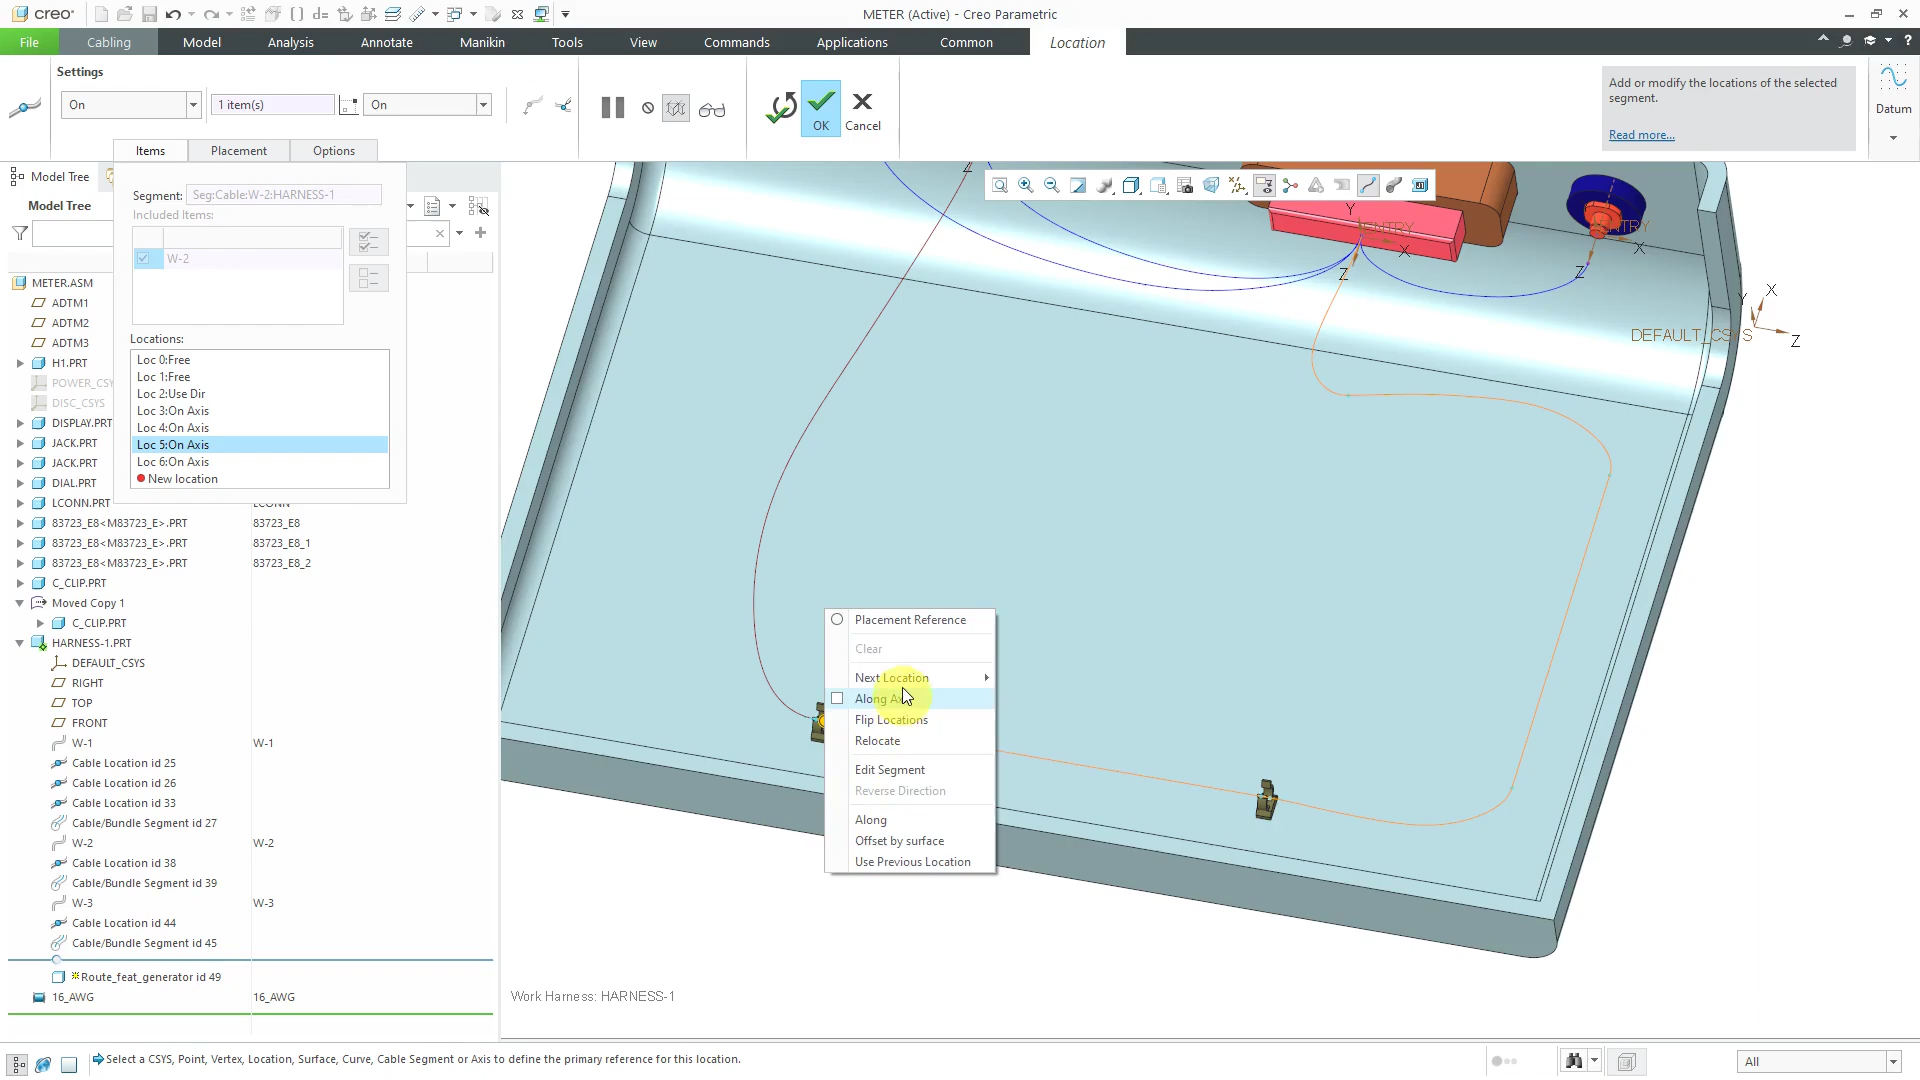 creo
METER (Active) - Creo Parametric
File
Cabling
Model
Analysis
Annotate
Manikin
Tools
View
Commands
Applications
Common
Location
Settings
On
1 item(s)
On
OK
Cancel
Add or modify the locations of the selected
segment.
Read more...
Datum
Items
Placement
Options
Model Tree
Model Tree
Segment:
Seg:Cable:W-2:HARNESS-1
Included Items:
W-2
Locations:
Loc 0:Free
Loc 1:Free
Loc 2:Use Dir
Loc 3:On Axis
Loc 4:On Axis
Loc 5:On Axis
Loc 6:On Axis
New location
METER.ASM
ADTM1
ADTM2
ADTM3
H1.PRT
POWER_CSY
DISC_CSYS
DISPLAY.PRT
JACK.PRT
JACK.PRT
DIAL.PRT
LCONN.PRT LCONN
83723_E8<M83723_E>.PRT 83723_E8
83723_E8<M83723_E>.PRT 83723_E8_1
83723_E8<M83723_E>.PRT 83723_E8_2
C_CLIP.PRT
Moved Copy 1
C_CLIP.PRT
HARNESS-1.PRT
DEFAULT_CSYS
RIGHT
TOP
FRONT
W-1 W-1
Cable Location id 25
Cable Location id 26
Cable Location id 33
Cable/Bundle Segment id 27
W-2 W-2
Cable Location id 38
Cable/Bundle Segment id 39
W-3 W-3
Cable Location id 44
Cable/Bundle Segment id 45
Route_feat_generator id 49
16_AWG 16_AWG
Z
Y
ENTRY
X
Z
X
Z
Y
X
DEFAULT_CSYS
Z
Placement Reference
Clear
Next Location
Flip Locations
Relocate
Edit Segment
Reverse Direction
Along
Offset by surface
Use Previous Location
Work Harness: HARNESS-1
Select a CSYS, Point, Vertex, Location, Surface, Curve, Cable Segment or Axis to define the primary reference for this location.
All